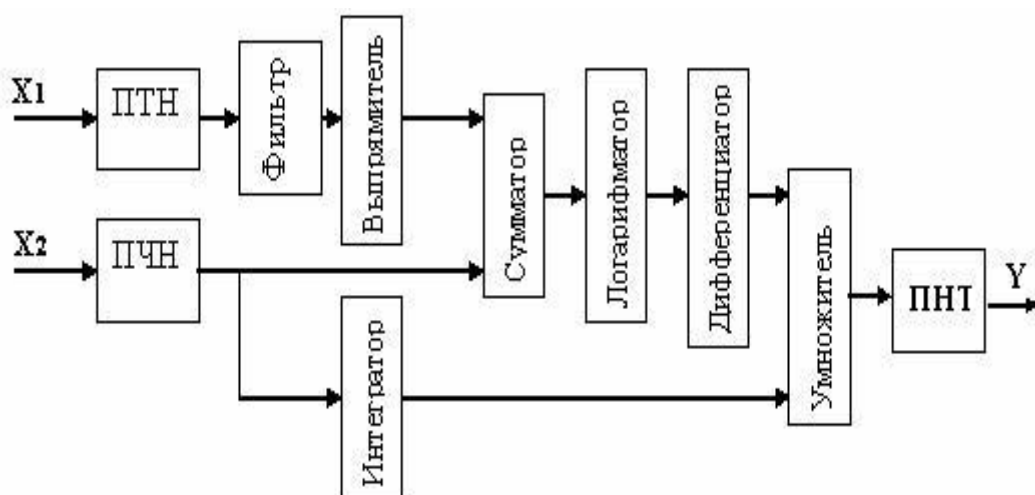 X1
ПТН
Фильтр
Выпрямитель
Сумматор
Логарифматор
Дифференциатор
X2
ПЧН
Интегратор
Умножитель
ПНТ
Y